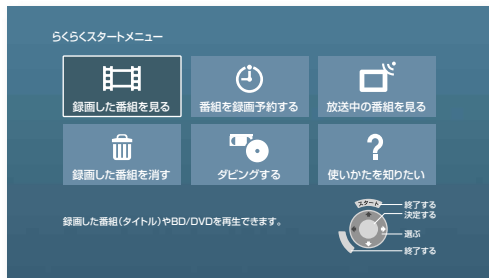 らくらくスタートメニュー
録画した番組を見る
番組を録画予約する
放送中の番組を見る
録画した番組を消す
ダビングする
使いかたを知りたい
録画した番組(タイトル)やBD/DVDを再生できます。
スタート
終了する
決定する
選ぶ
終了する